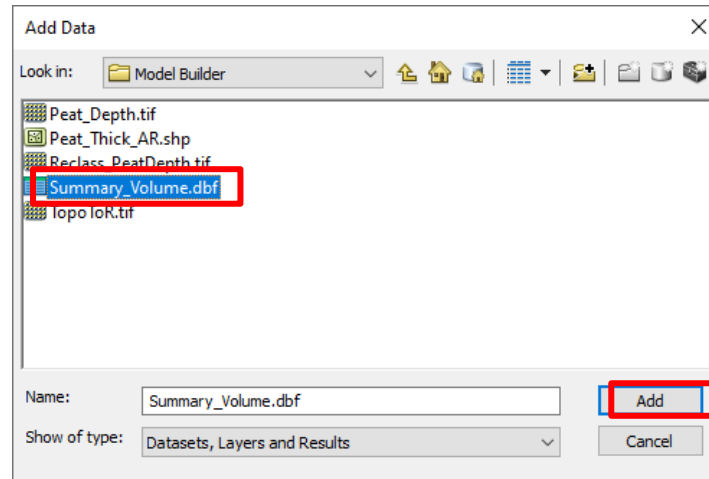 Add Data
Look in: Model Builder
Peat_Depth.tif
Peat_Thick_AR.shp
Reclass_PeatDepth.tif
Summary_Volume.dbf
TopoToR.tif
Name: Summary_Volume.dbf Add
Show of type: Datasets, Layers and Results Cancel